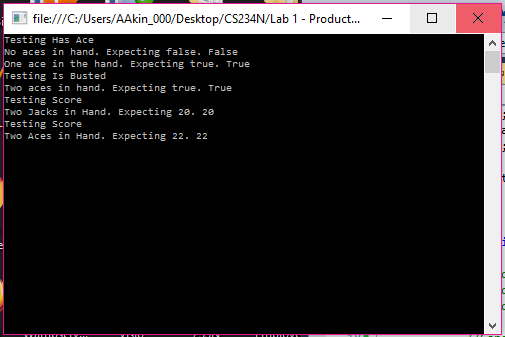 file:///C:/Users/AAkin_000/Desktop/CS234N/Lab 1 - Product...
Testing Has Ace
No aces in hand. Expecting false. False
One ace in the hand. Expecting true. True
Testing Is Busted
Two aces in hand. Expecting true. True
Testing Score
Two Jacks in Hand. Expecting 20. 20
Testing Score
Two Aces in Hand. Expecting 22. 22